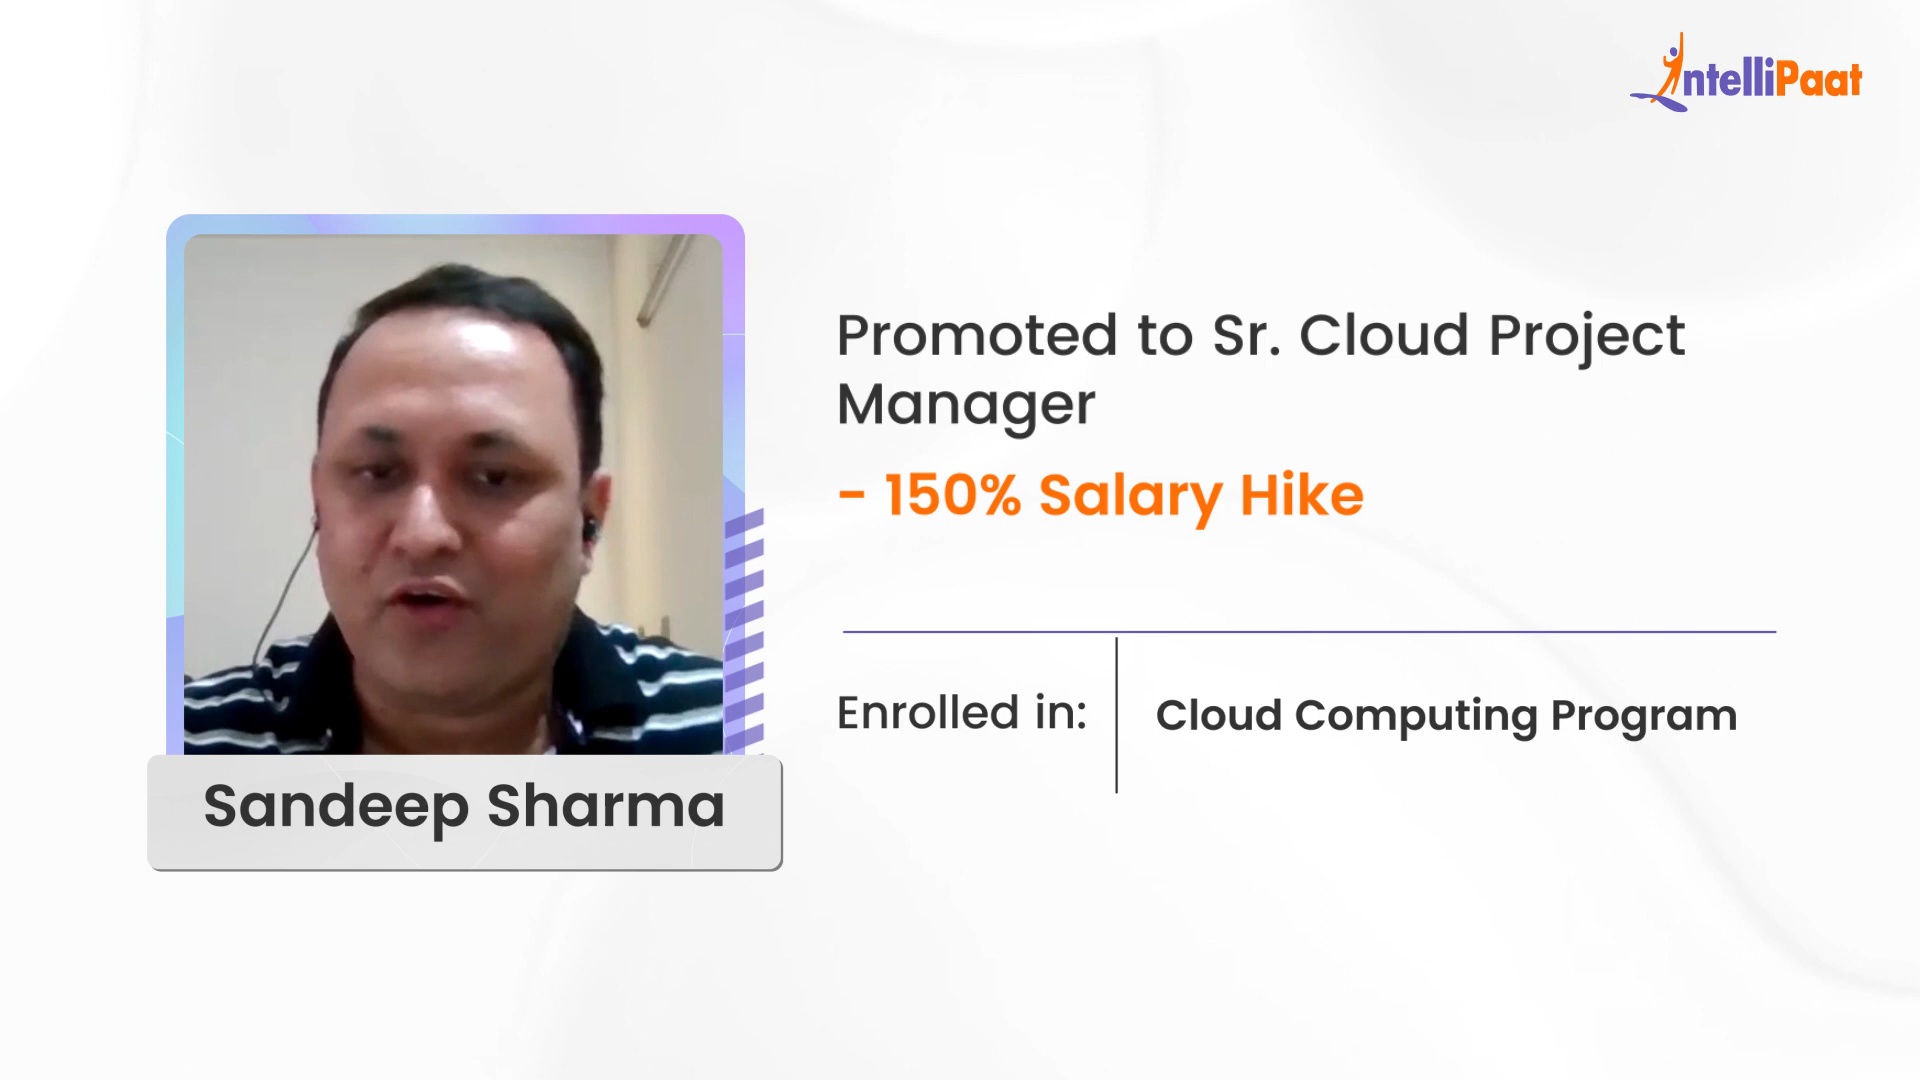 IntelliPaat
Promoted to Sr. Cloud Project
Manager
- 150% Salary Hike
Enrolled in:
Cloud Computing Program
Sandeep Sharma